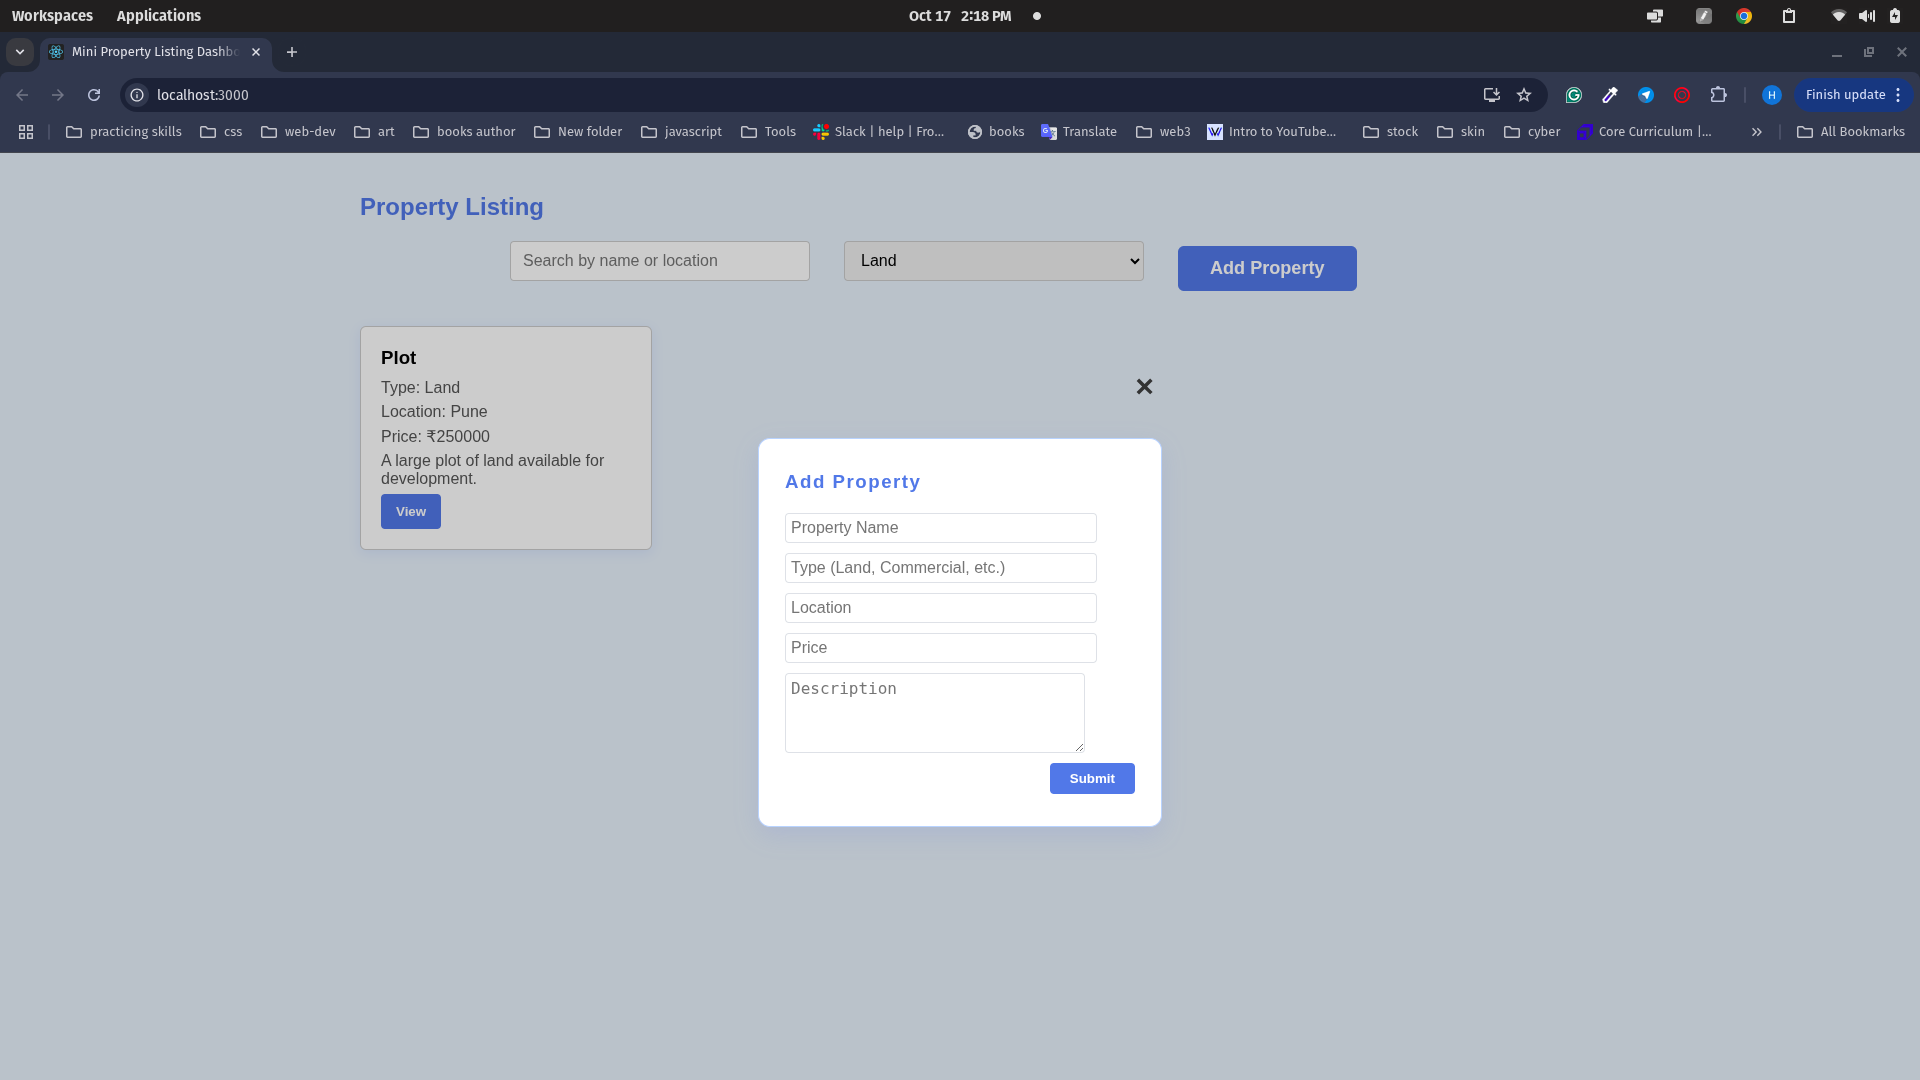 Workspaces Applications Oct 17 2:18 PM
Mini Property Listing Dashbo
localhost:3000 H Finish update
practicing skills css web-dev art books author New folder javascript Tools Slack | help | Fro... books Translate web3 Intro to YouTube... stock skin cyber Core Curriculum |... All Bookmarks
Property Listing
Search by name or location Land Add Property
Plot
Type: Land
Location: Pune
Price: ₹250000
A large plot of land available for
development.
View
Add Property
Property Name
Type (Land, Commercial, etc.)
Location
Price
Description
Submit